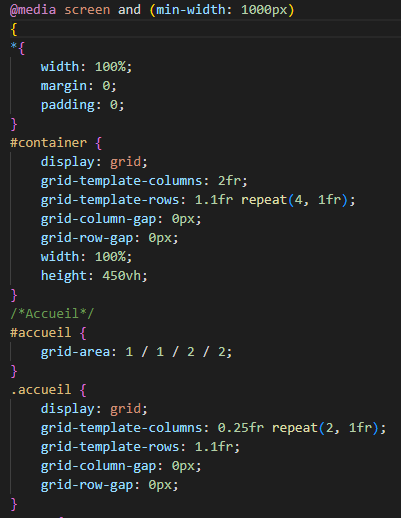 @media screen and (min-width: 1000px)
{
*{
    width: 100%;
    margin: 0;
    padding: 0;
}
#container {
    display: grid;
    grid-template-columns: 2fr;
    grid-template-rows: 1.1fr repeat(4, 1fr);
    grid-column-gap: 0px;
    grid-row-gap: 0px;
    width: 100%;
    height: 450vh;
}
/*Accueil*/
#accueil {
    grid-area: 1 / 1 / 2 / 2;
}
.accueil {
    display: grid;
    grid-template-columns: 0.25fr repeat(2, 1fr);
    grid-template-rows: 1.1fr;
    grid-column-gap: 0px;
    grid-row-gap: 0px;
}